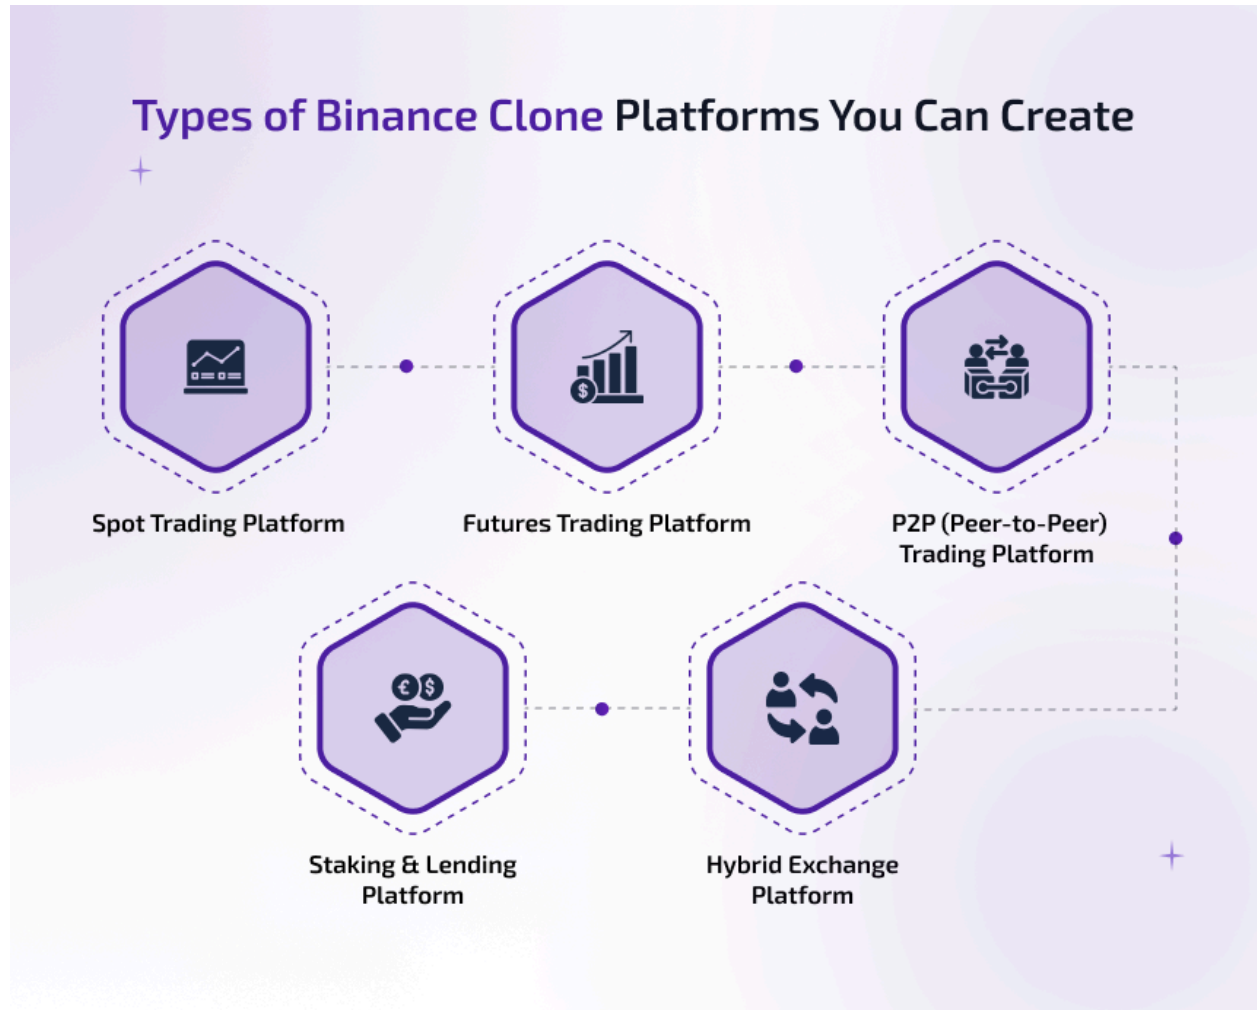 Types of Binance Clone Platforms You Can Create
Spot Trading Platform
Futures Trading Platform
P2P (Peer-to-Peer)
Trading Platform
Staking & Lending
Platform
Hybrid Exchange
Platform